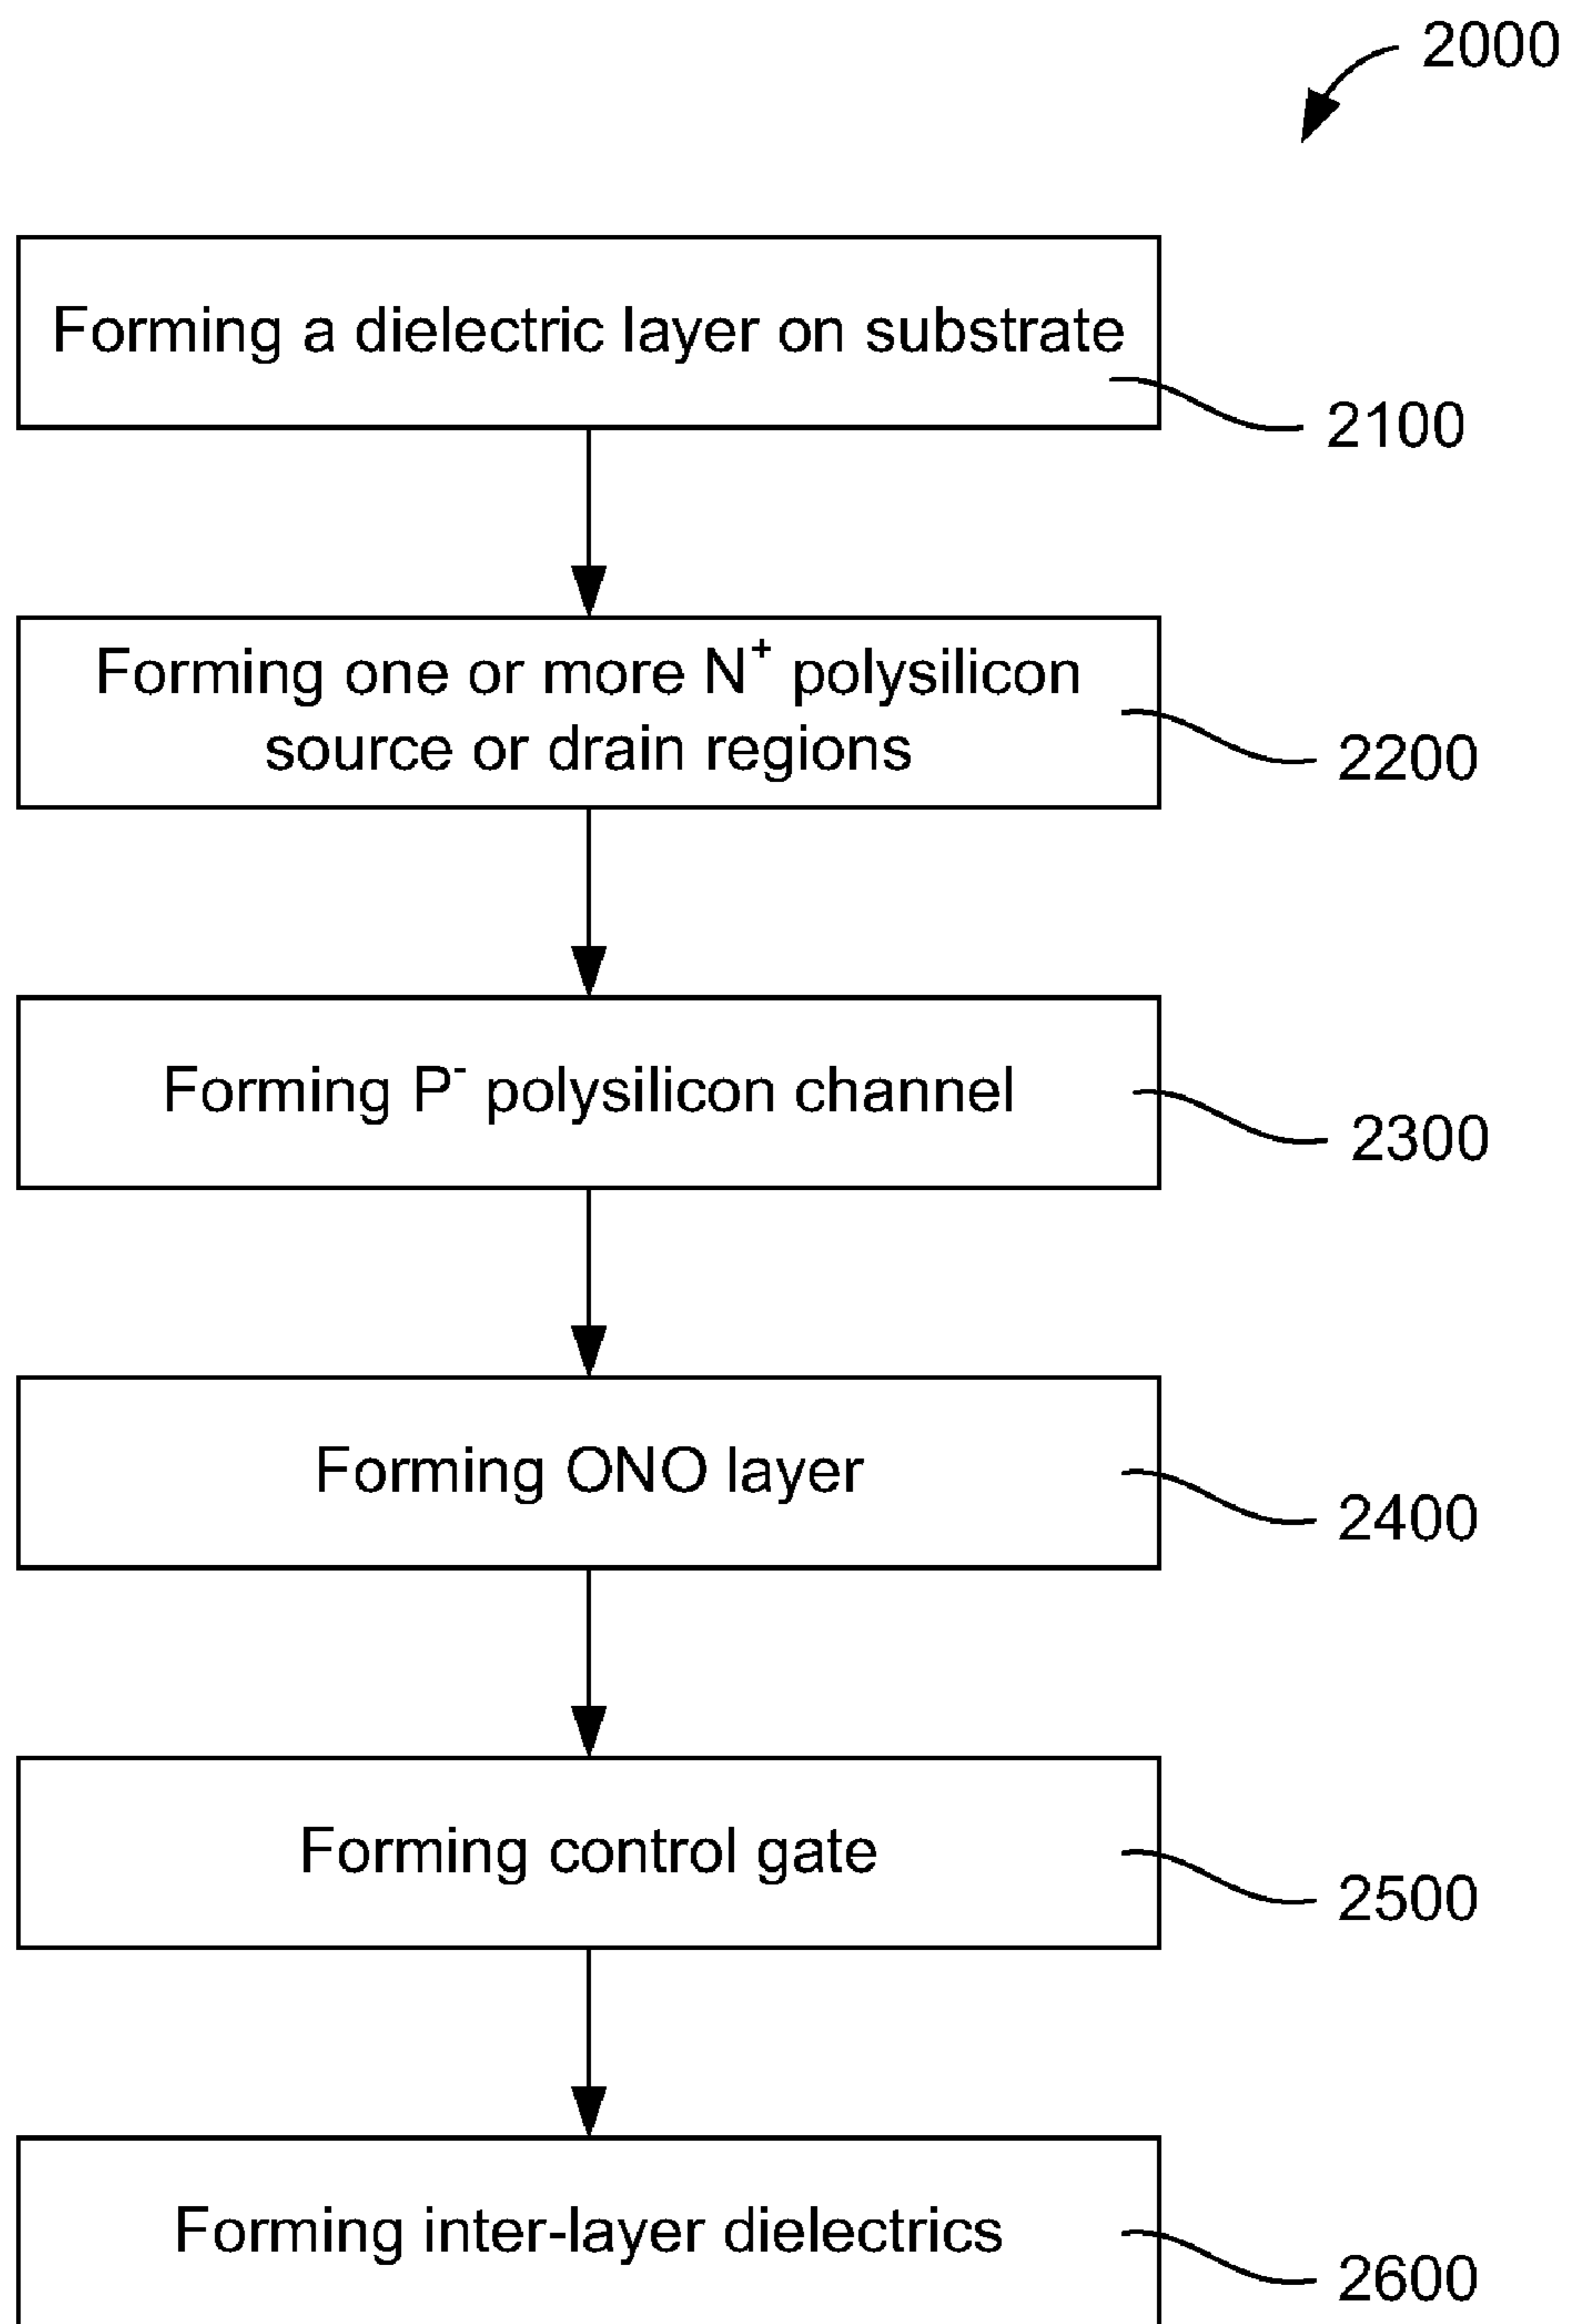 2000
Forming a dielectric layer on substrate
2100
Forming one or more N⁺ polysilicon
source or drain regions
2200
Forming P⁻ polysilicon channel
2300
Forming ONO layer
2400
Forming control gate
2500
Forming inter-layer dielectrics
2600